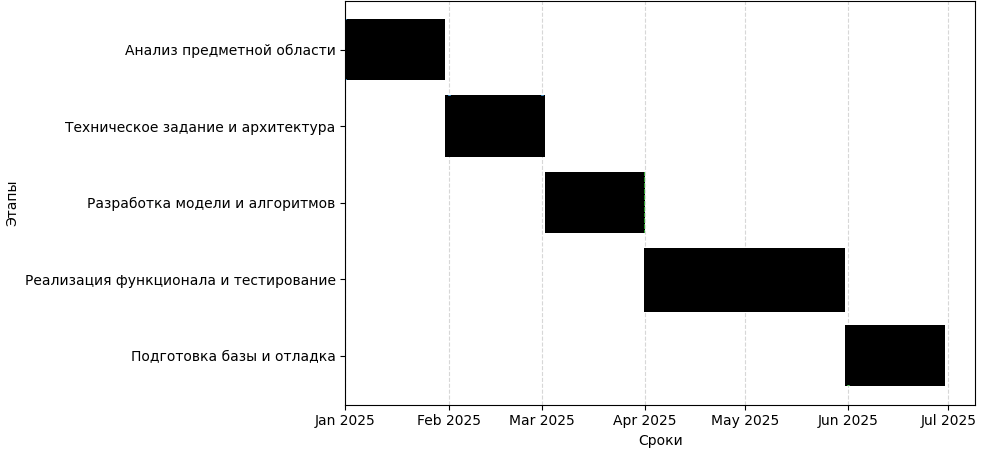 Этапы
Анализ предметной области
Техническое задание и архитектура
Разработка модели и алгоритмов
Реализация функционала и тестирование
Подготовка базы и отладка
Jan 2025 Feb 2025 Mar 2025 Apr 2025 May 2025 Jun 2025 Jul 2025
Сроки